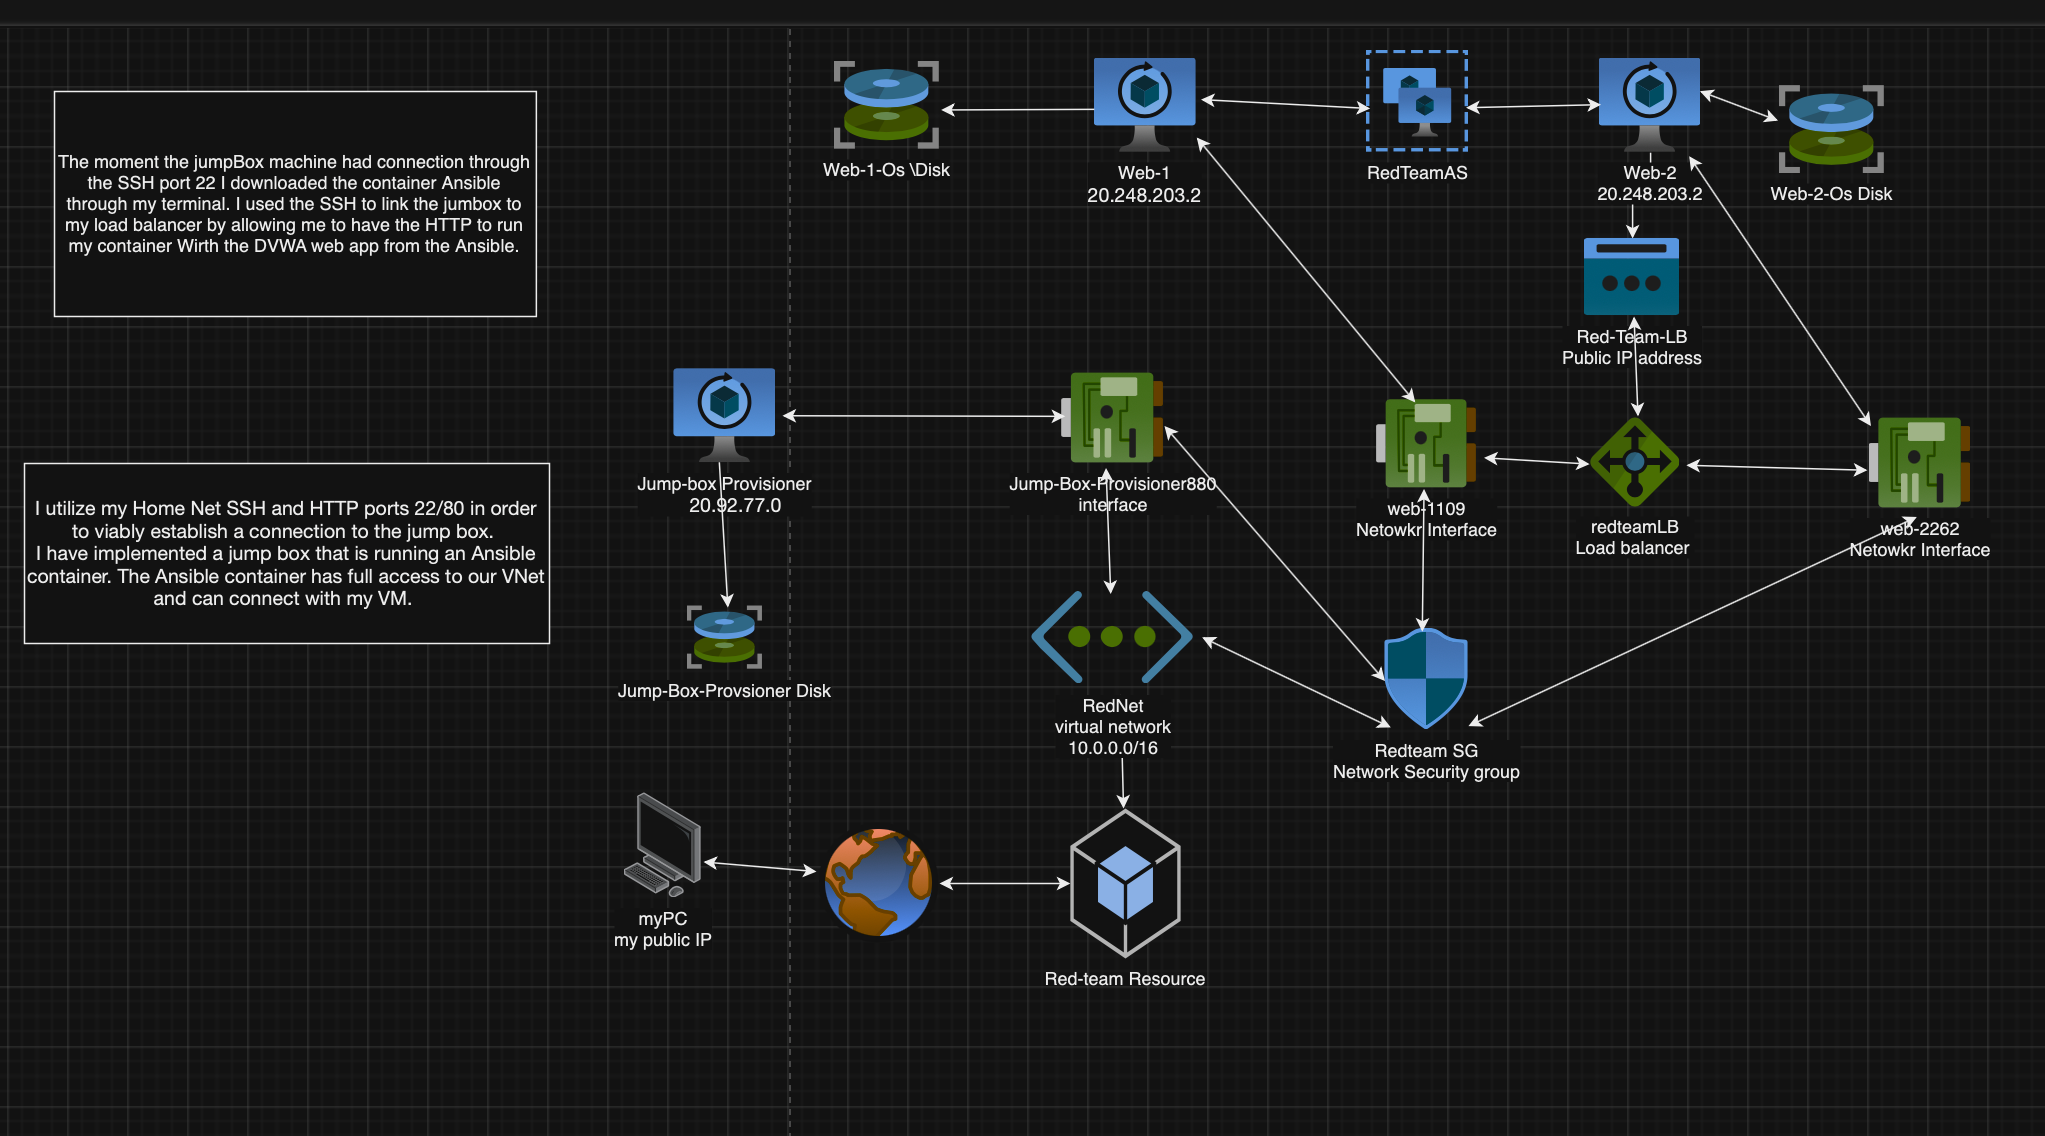 The moment the jumpBox machine had connection through
the SSH port 22 I downloaded the container Ansible
through my terminal. I used the SSH to link the jumbox to
my load balancer by allowing me to have the HTTP to run
my container Wirth the DVWA web app from the Ansible.
Web-1-Os \Disk
Web-1
20.248.203.2
RedTeamAS
Web-2
20.248.203.2
Web-2-Os Disk
Red-Team-LB
Public IP address
I utilize my Home Net SSH and HTTP ports 22/80 in order
to viably establish a connection to the jump box.
I have implemented a jump box that is running an Ansible
container. The Ansible container has full access to our VNet
and can connect with my VM.
Jump-box Provisioner
20.92.77.0
Jump-Box-Provisioner880
interface
web-1109
Netowkr Interface
redteamLB
Load balancer
web-2262
Netowkr Interface
Jump-Box-Provsioner Disk
RedNet
virtual network
10.0.0.0/16
Redteam SG
Network Security group
myPC
my public IP
Red-team Resource